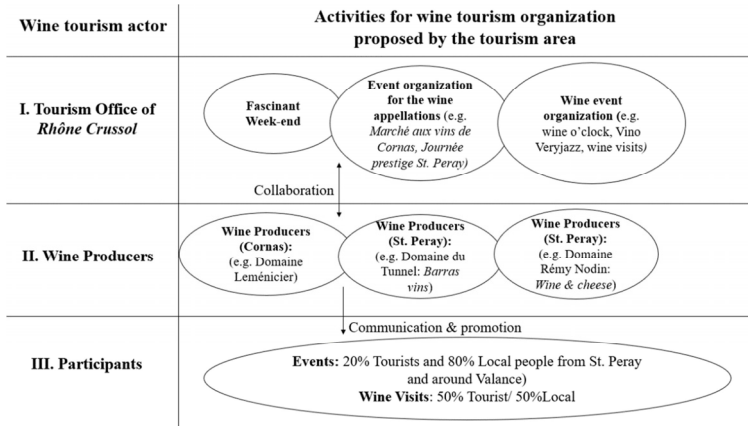 Wine tourism actor
Activities for wine tourism organization
proposed by the tourism area
I. Tourism Office of
Rhône Crussol
Fascinant
Week-end
Event organization
for the wine
appellations (e.g.
Marché aux vins de
Cornas, Journée
prestige St. Peray)
Wine event
organization (e.g.
wine o'clock, Vino
Veryjazz, wine visits)
Collaboration
II. Wine Producers
Wine Producers
(Cornas):
(e.g. Domaine
Leménicier)
Wine Producers
(St. Peray):
(e.g. Domaine du
Tunnel: Barras
vins)
Wine Producers
(St. Peray):
(e.g. Domaine
Rémy Nodin:
Wine & cheese)
Communication & promotion
III. Participants
Events: 20% Tourists and 80% Local people from St. Peray
and around Valance)
Wine Visits: 50% Tourist/ 50%Local